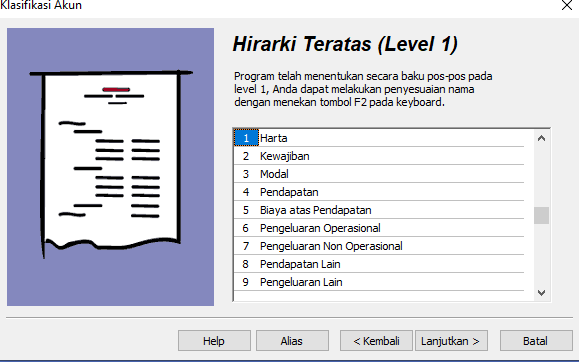 Klasifikasi Akun
Hirarki Teratas (Level 1)
Program telah menentukan secara baku pos-pos pada
level 1, Anda dapat melakukan penyesuaian nama
dengan menekan tombol F2 pada keyboard.
1 Harta
2 Kewajiban
3 Modal
4 Pendapatan
5 Biaya atas Pendapatan
6 Pengeluaran Operasional
7 Pengeluaran Non Operasional
8 Pendapatan Lain
9 Pengeluaran Lain
Help Alias < Kembali Lanjutkan > Batal